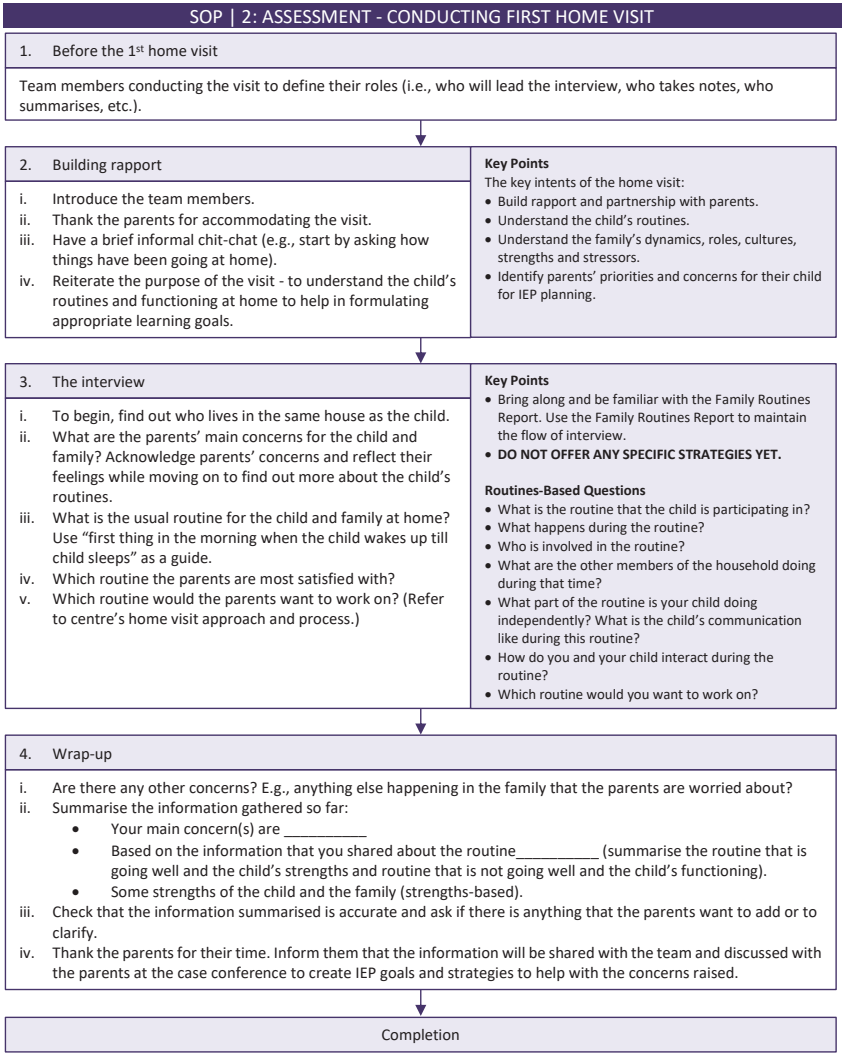 SOP | 2: ASSESSMENT - CONDUCTING FIRST HOME VISIT
1. Before the 1st home visit
Team members conducting the visit to define their roles (i.e., who will lead the interview, who takes notes, who
summarises, etc.).
2. Building rapport
i. Introduce the team members.
ii. Thank the parents for accommodating the visit.
iii. Have a brief informal chit-chat (e.g., start by asking how
things have been going at home).
iv. Reiterate the purpose of the visit - to understand the child’s
routines and functioning at home to help in formulating
appropriate learning goals.
Key Points
The key intents of the home visit:
• Build rapport and partnership with parents.
• Understand the child’s routines.
• Understand the family’s dynamics, roles, cultures,
strengths and stressors.
• Identify parents’ priorities and concerns for their child
for IEP planning.
3. The interview
i. To begin, find out who lives in the same house as the child.
ii. What are the parents’ main concerns for the child and
family? Acknowledge parents’ concerns and reflect their
feelings while moving on to find out more about the child’s
routines.
iii. What is the usual routine for the child and family at home?
Use “first thing in the morning when the child wakes up till
child sleeps” as a guide.
iv. Which routine the parents are most satisfied with?
v. Which routine would the parents want to work on? (Refer
to centre’s home visit approach and process.)
Key Points
• Bring along and be familiar with the Family Routines
Report. Use the Family Routines Report to maintain
the flow of interview.
• DO NOT OFFER ANY SPECIFIC STRATEGIES YET.
Routines-Based Questions
• What is the routine that the child is participating in?
• What happens during the routine?
• Who is involved in the routine?
• What are the other members of the household doing
during that time?
• What part of the routine is your child doing
independently? What is the child’s communication
like during this routine?
• How do you and your child interact during the
routine?
• Which routine would you want to work on?
4. Wrap-up
i. Are there any other concerns? E.g., anything else happening in the family that the parents are worried about?
ii. Summarise the information gathered so far:
• Your main concern(s) are __________
• Based on the information that you shared about the routine__________ (summarise the routine that is
going well and the child’s strengths and routine that is not going well and the child’s functioning).
• Some strengths of the child and the family (strengths-based).
iii. Check that the information summarised is accurate and ask if there is anything that the parents want to add or to
clarify.
iv. Thank the parents for their time. Inform them that the information will be shared with the team and discussed with
the parents at the case conference to create IEP goals and strategies to help with the concerns raised.
Completion